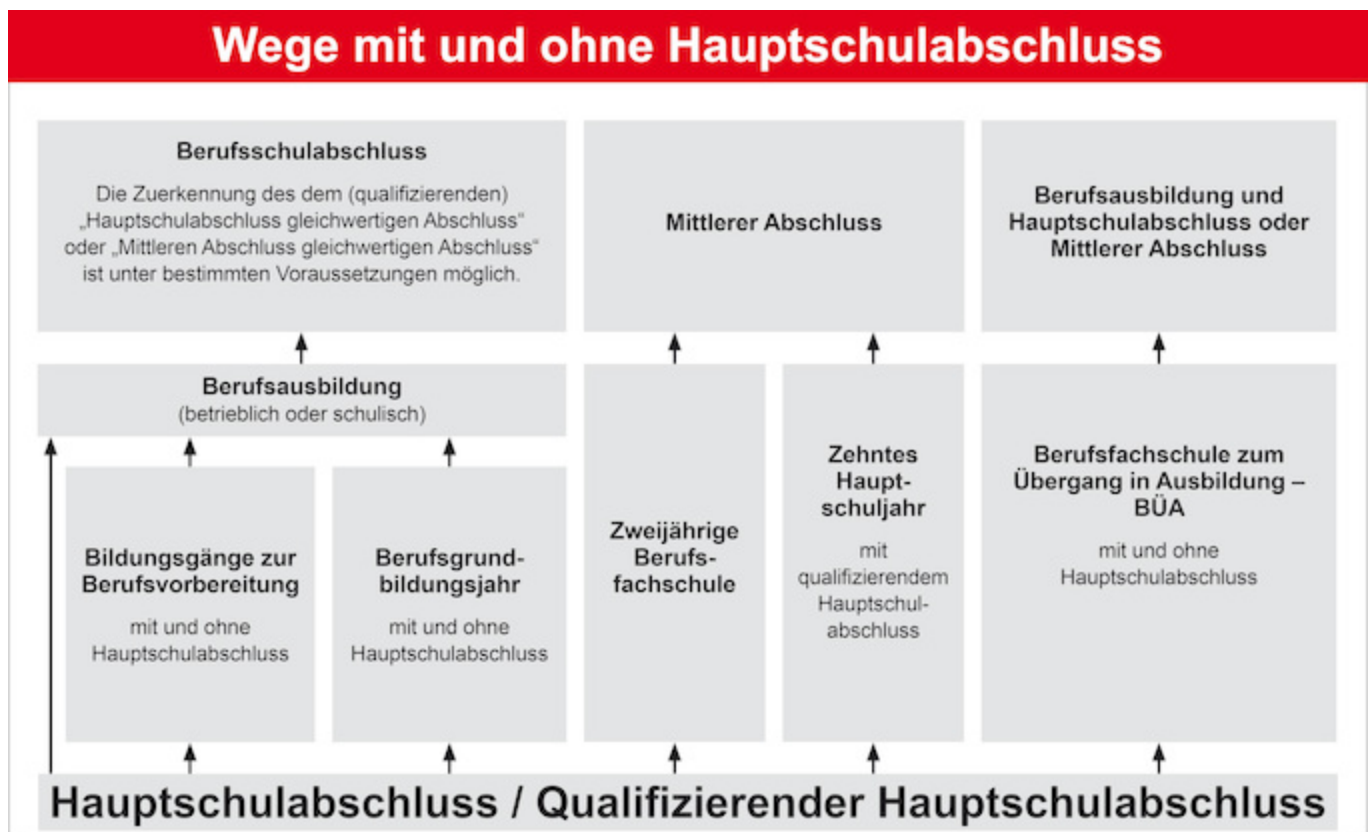 Wege mit und ohne Hauptschulabschluss
Berufsschulabschluss
Die Zuerkennung des dem (qualifizierenden)
„Hauptschulabschluss gleichwertigen Abschluss“
oder „Mittleren Abschluss gleichwertigen Abschluss“
ist unter bestimmten Voraussetzungen möglich.
Mittlerer Abschluss
Berufsausbildung und
Hauptschulabschluss oder
Mittlerer Abschluss
Berufsausbildung
(betrieblich oder schulisch)
Bildungsgänge zur
Berufsvorbereitung
mit und ohne
Hauptschulabschluss
Berufsgrund-
bildungsjahr
mit und ohne
Hauptschulabschluss
Zweijährige
Berufs-
fachschule
Zehntes
Haupt-
schuljahr
mit
qualifizierendem
Hauptschul-
abschluss
Berufsfachschule zum
Übergang in Ausbildung –
BÜA
mit und ohne
Hauptschulabschluss
Hauptschulabschluss / Qualifizierender Hauptschulabschluss